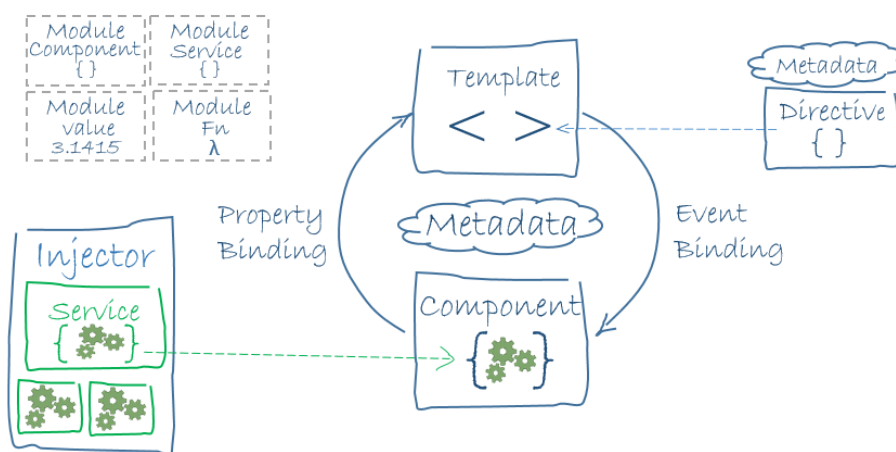 Module
Component
{ }
Module
Service
{ }
Module
value
3.1415
Module
Fn
λ
Template
< >
Metadata
Directive
{ }
Property
Binding
Metadata
Event
Binding
Injector
Service
{ }
Component
{ }